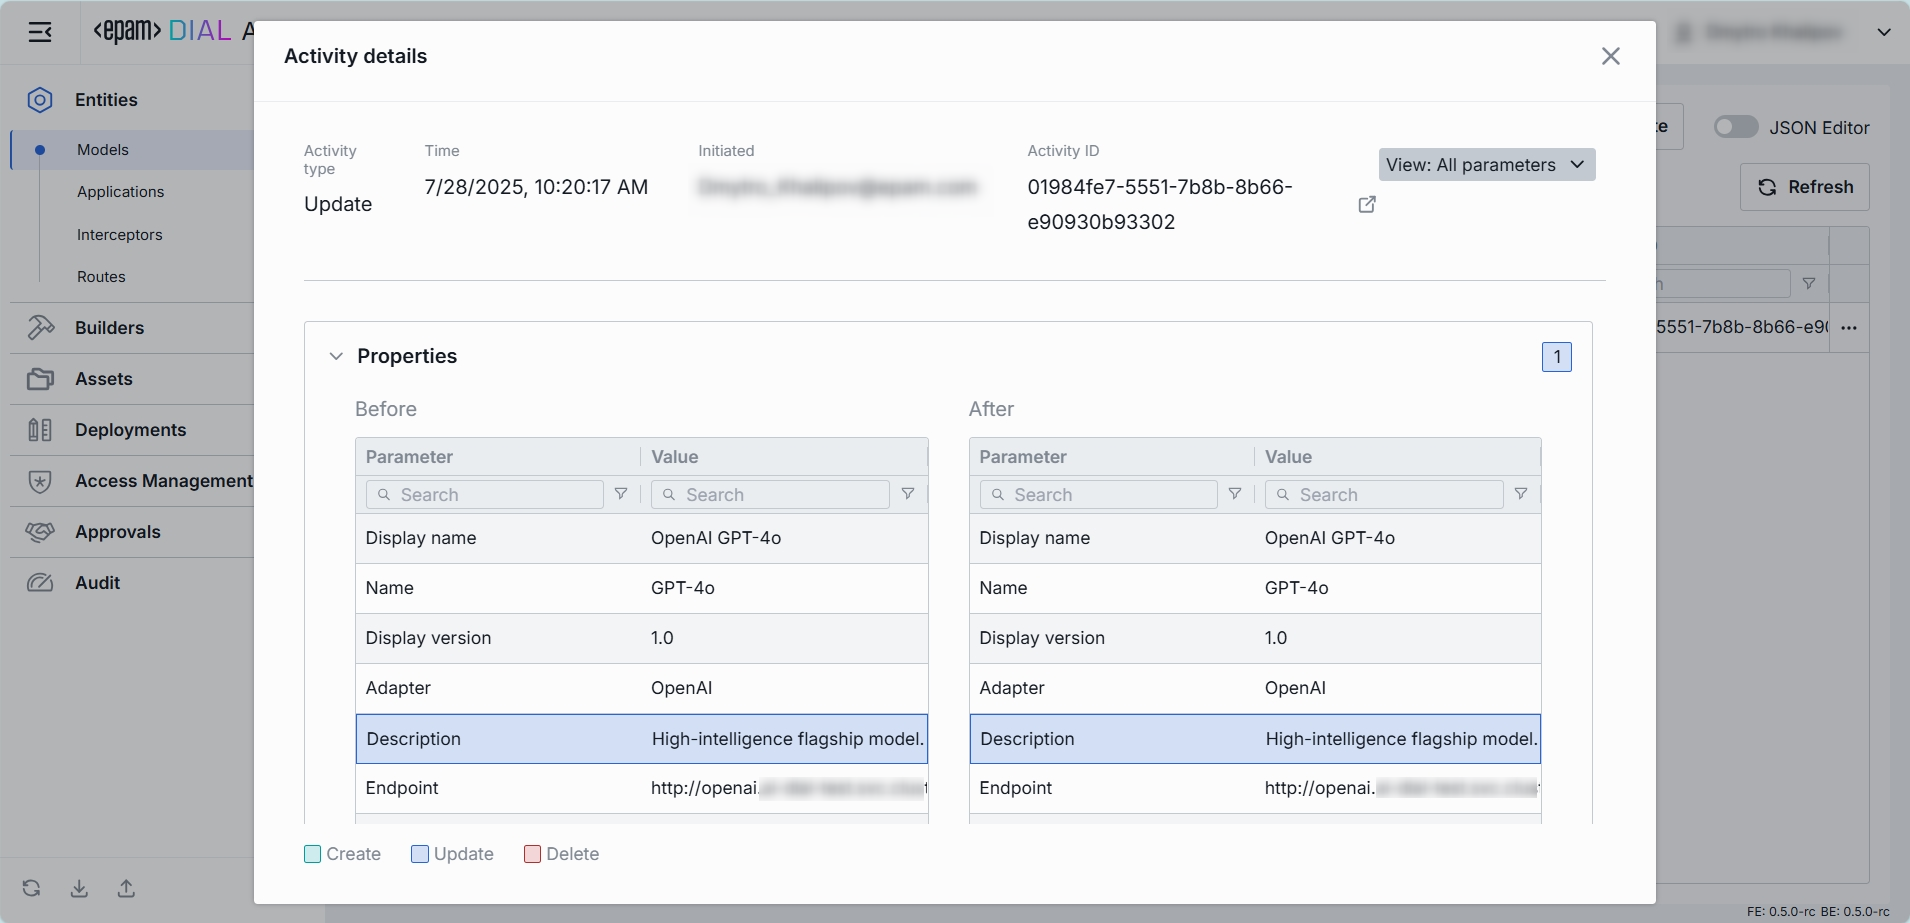 <epam> DIAL A
Activity details
Entities
Models
Applications
Interceptors
Routes
Builders
Assets
Deployments
Access Management
Approvals
Audit
Activity type
Update
Time
7/28/2025, 10:20:17 AM
Initiated
Activity ID
01984fe7-5551-7b8b-8b66-
e90930b93302
View: All parameters
JSON Editor
Refresh
5551-7b8b-8b66-e90
Properties
1
Before
Parameter Value
Search Search
Display name OpenAI GPT-4o
Name GPT-4o
Display version 1.0
Adapter OpenAI
Description High-intelligence flagship model.
Endpoint http://openai.
After
Parameter Value
Search Search
Display name OpenAI GPT-4o
Name GPT-4o
Display version 1.0
Adapter OpenAI
Description High-intelligence flagship model.
Endpoint http://openai.
Create Update Delete
FE: 0.5.0-rc BE: 0.5.0-rc